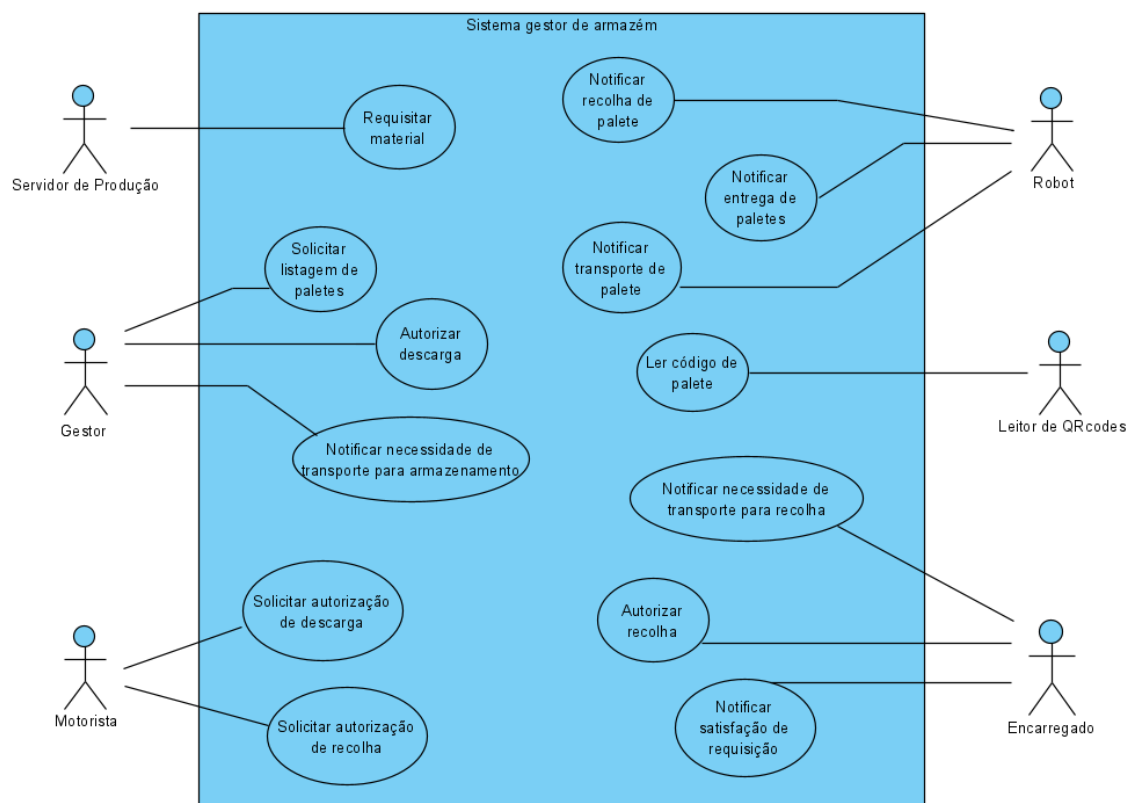 Sistema gestor de armazém
Requisitar
material
Servidor de Produção
Notificar
recolha de
palete
Notificar
entrega de
paletes
Robot
Solicitar
listagem de
paletes
Notificar
transporte de
palete
Autorizar
descarga
Gestor
Ler código de
palete
Leitor de QRcodes
Notificar necessidade de
transporte para armazenamento
Notificar necessidade de
transporte para recolha
Solicitar autorização
de descarga
Motorista
Solicitar autorização
de recolha
Autorizar
recolha
Encarregado
Notificar
satisfação de
requisição